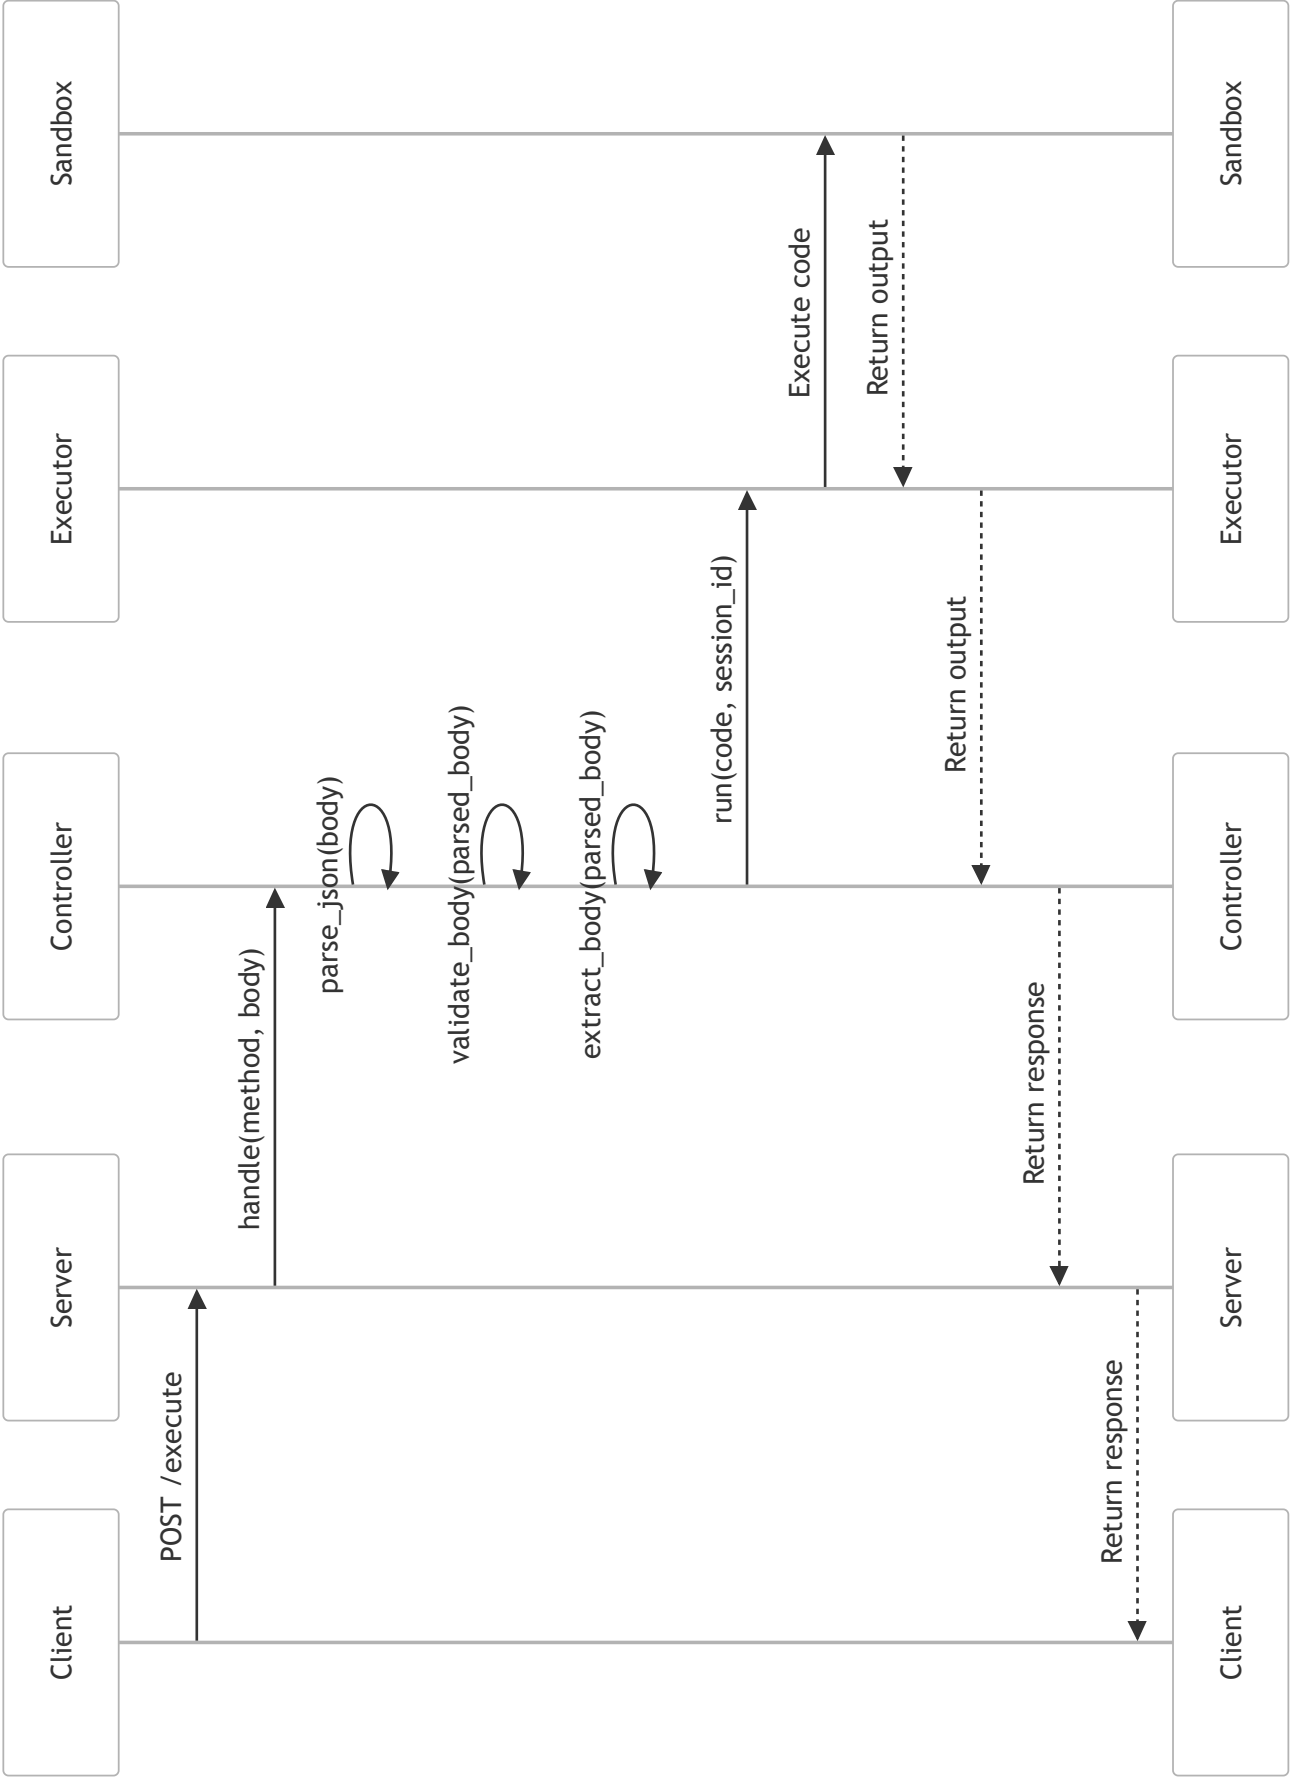 Client
Server
Controller
Executor
Sandbox
POST /execute
handle(method, body)
parse_json(body)
validate_body(parsed_body)
extract_body(parsed_body)
run(code, session_id)
Execute code
Return output
Return output
Return response
Return response
Client
Server
Controller
Executor
Sandbox